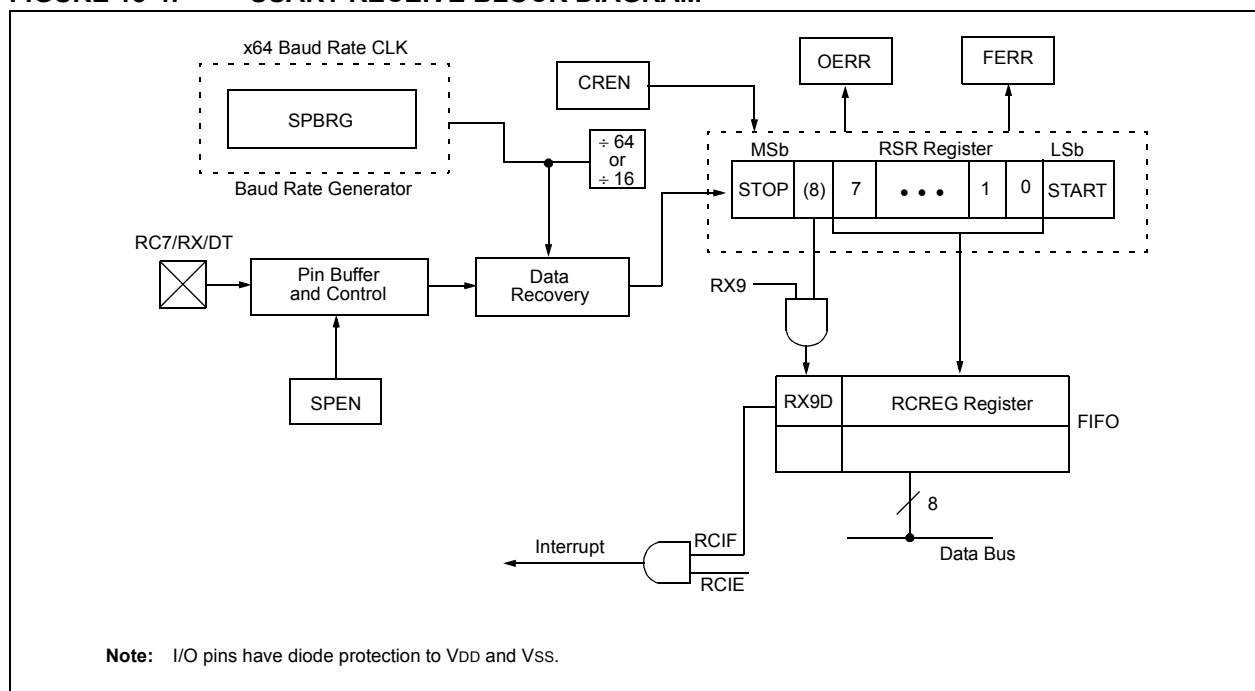 x64 Baud Rate CLK
SPBRG
Baud Rate Generator
CREN
OERR
FERR
÷ 64
or
÷ 16
MSb
RSR Register
LSb
STOP
(8)
7
• • •
1
0
START
RC7/RX/DT
Pin Buffer
and Control
Data
Recovery
SPEN
RX9
RX9D
RCREG Register
FIFO
8
Data Bus
Interrupt
RCIF
RCIE
Note: I/O pins have diode protection to VDD and VSS.